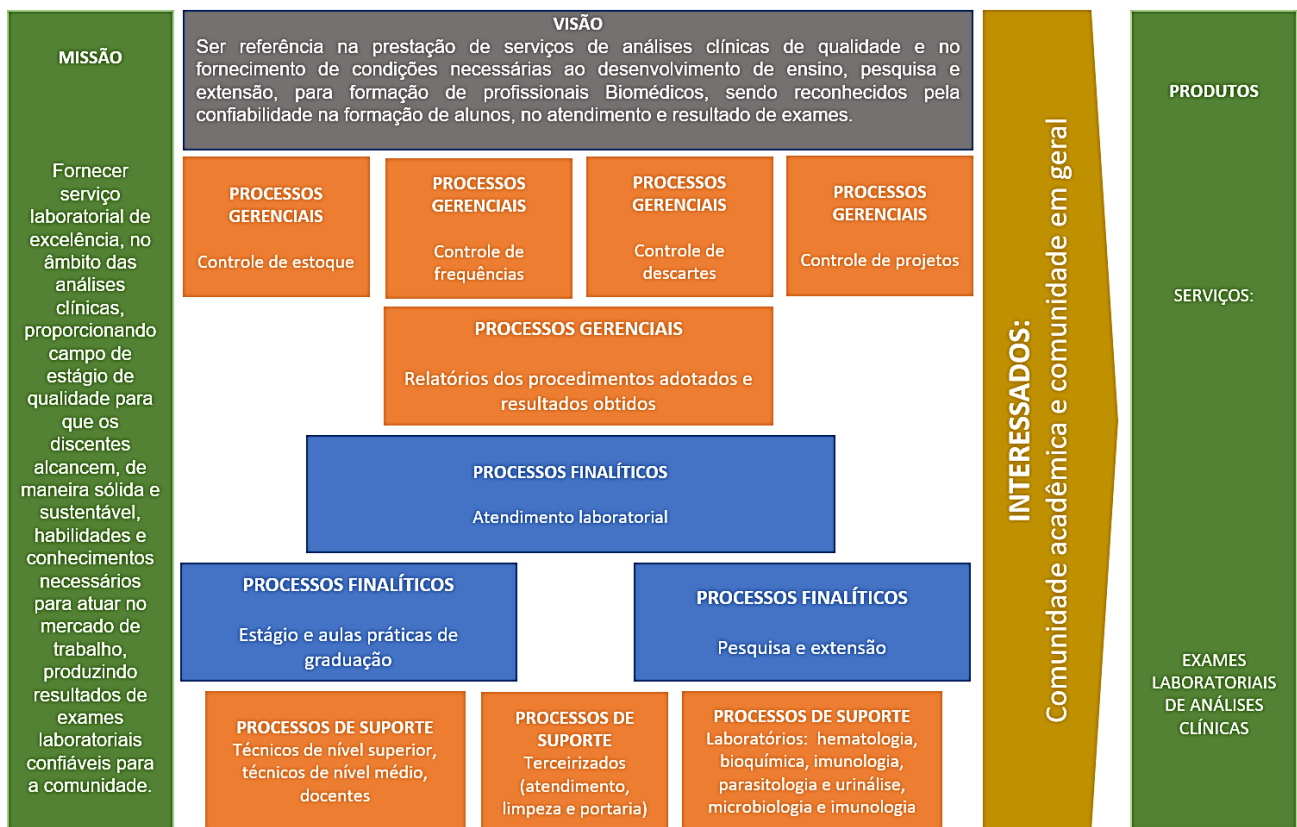 MISSÃO
Fornecer
serviço
laboratorial de
excelência, no
âmbito das
análises
clínicas,
proporcionando
campo de
estágio de
qualidade para
que os
discentes
alcancem, de
maneira sólida e
sustentável,
habilidades e
conhecimentos
necessários
para atuar no
mercado de
trabalho,
produzindo
resultados de
exames
laboratoriais
confiáveis para
a comunidade.
VISÃO
Ser referência na prestação de serviços de análises clínicas de qualidade e no
fornecimento de condições necessárias ao desenvolvimento de ensino, pesquisa e
extensão, para formação de profissionais Biomédicos, sendo reconhecidos pela
confiabilidade na formação de alunos, no atendimento e resultado de exames.
PROCESSOS
GERENCIAIS
Controle de estoque
PROCESSOS
GERENCIAIS
Controle de
frequências
PROCESSOS
GERENCIAIS
Controle de
descartes
PROCESSOS
GERENCIAIS
Controle de projetos
PROCESSOS GERENCIAIS
Relatórios dos procedimentos adotados e
resultados obtidos
PROCESSOS FINALÍTICOS
Atendimento laboratorial
PROCESSOS FINALÍTICOS
Estágio e aulas práticas de
graduação
PROCESSOS FINALÍTICOS
Pesquisa e extensão
PROCESSOS DE SUPORTE
Técnicos de nível superior,
técnicos de nível médio,
docentes
PROCESSOS DE
SUPORTE
Terceirizados
(atendimento,
limpeza e portaria)
PROCESSOS DE SUPORTE
Laboratórios: hematologia,
bioquímica, imunologia,
parasitologia e urinálise,
microbiologia e imunologia
INTERESSADOS:
Comunidade acadêmica e comunidade em geral
PRODUTOS
SERVIÇOS:
EXAMES
LABORATORIAIS
DE ANÁLISES
CLÍNICAS